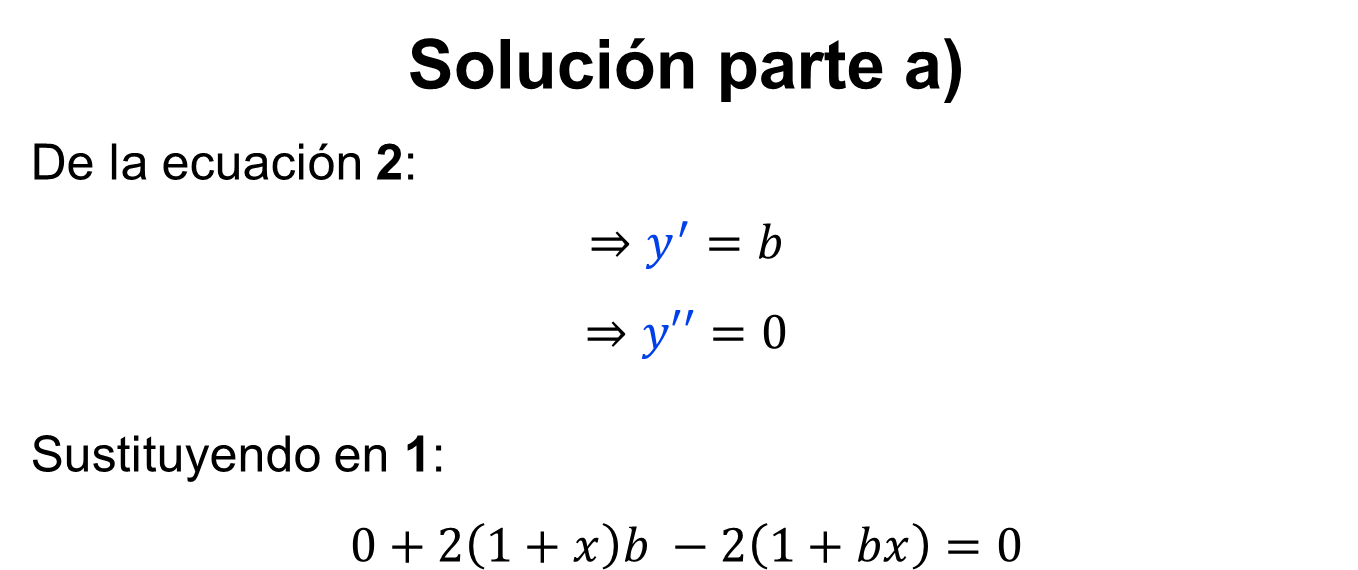 Solución parte a)
De la ecuación 2:
⇒ y′ = b
⇒ y′′ = 0
Sustituyendo en 1:
0 + 2(1 + x)b − 2(1 + bx) = 0